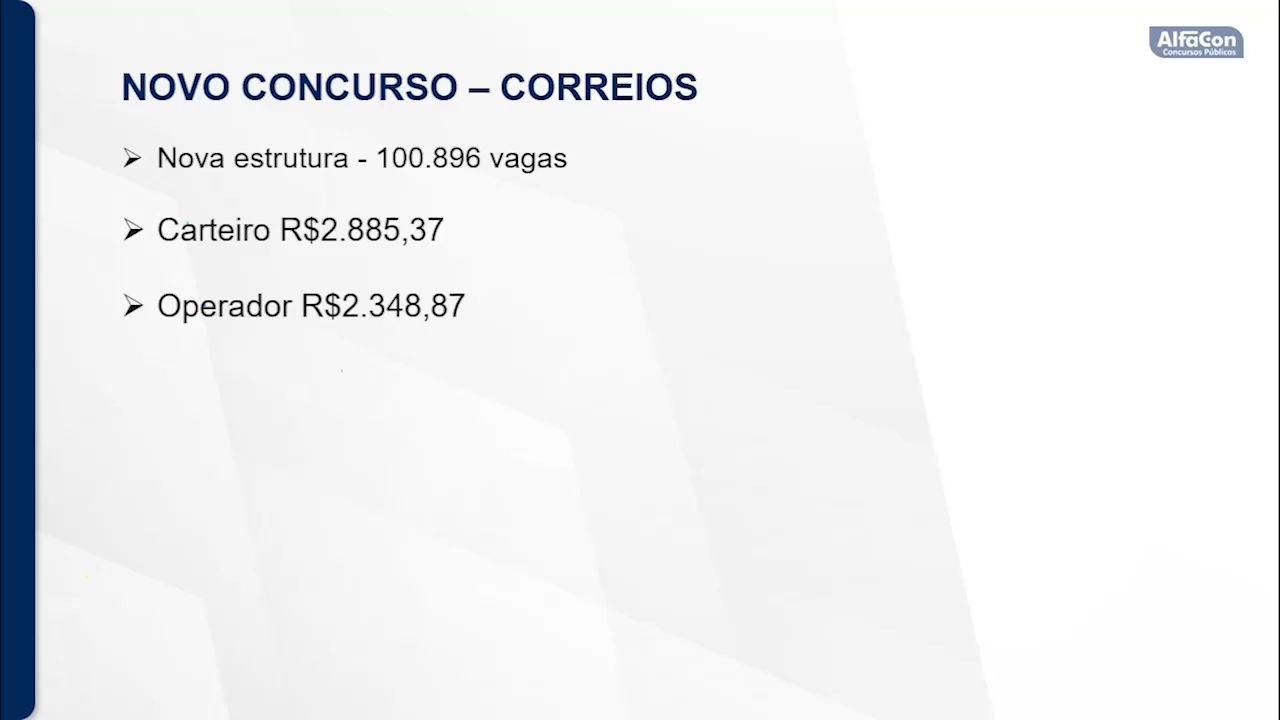 AlfaCon
Concursos Públicos
NOVO CONCURSO – CORREIOS
➢ Nova estrutura - 100.896 vagas
➢ Carteiro R$2.885,37
➢ Operador R$2.348,87